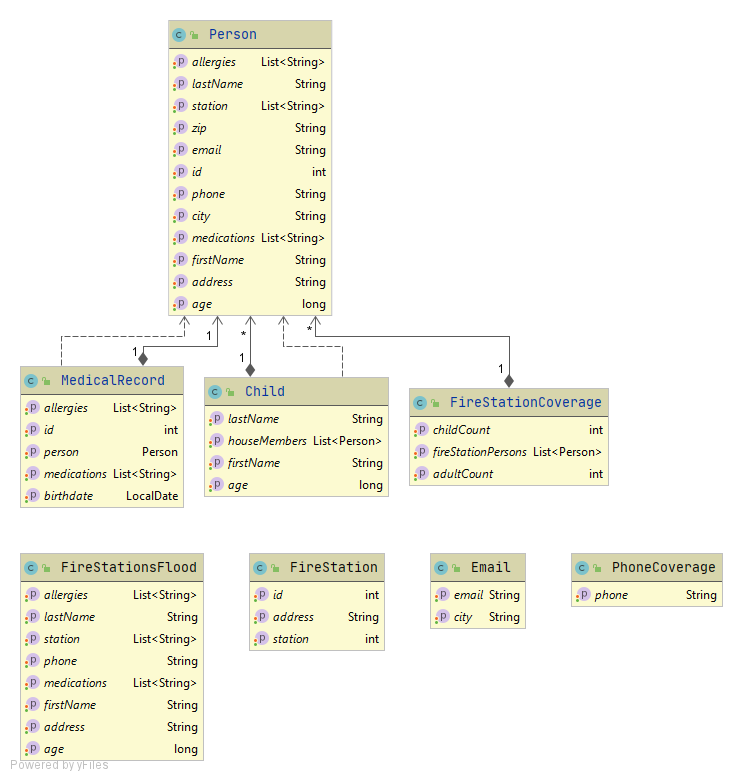 Person
allergies List<String>
lastName String
station List<String>
zip String
email String
id int
phone String
city String
medications List<String>
firstName String
address String
age long
1 1 * 1 * 1
MedicalRecord
allergies List<String>
id int
person Person
medications List<String>
birthdate LocalDate
Child
lastName String
houseMembers List<Person>
firstName String
age long
FireStationCoverage
childCount int
fireStationPersons List<Person>
adultCount int
FireStationsFlood
allergies List<String>
lastName String
station List<String>
phone String
medications List<String>
firstName String
address String
age long
FireStation
id int
address String
station int
Email
email String
city String
PhoneCoverage
phone String
Powered by yFiles